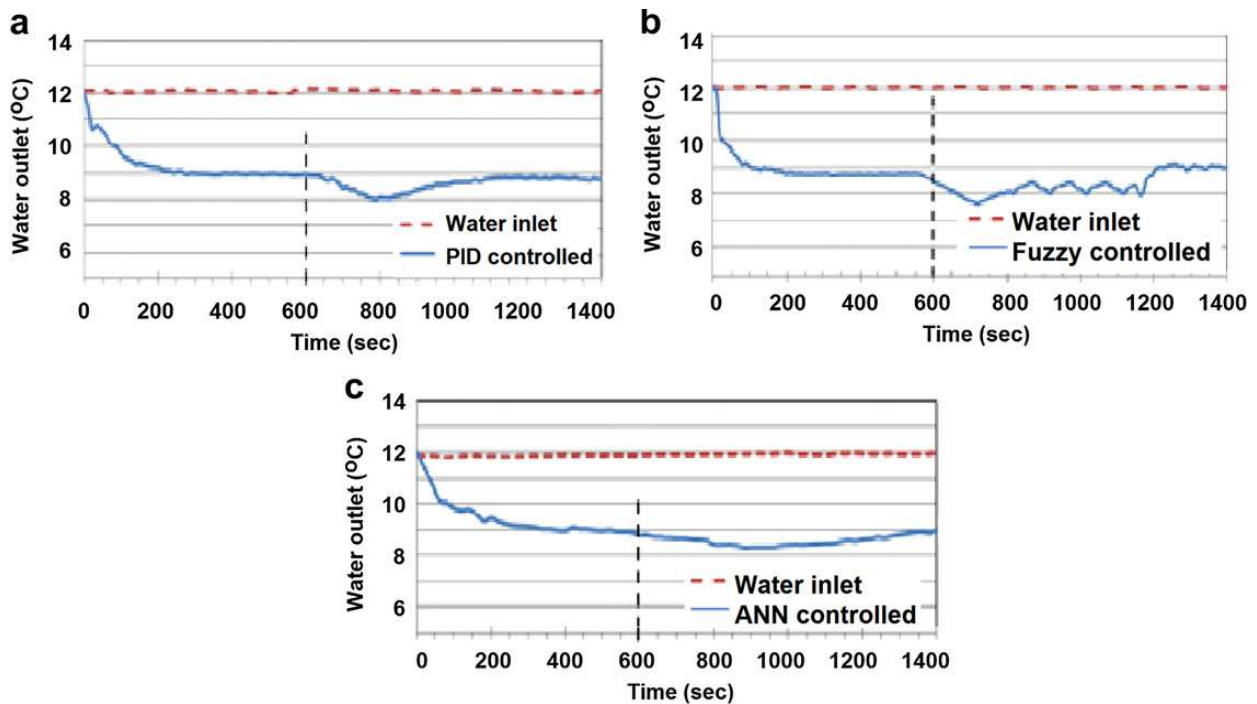 a
14
12
10
8
6
Water outlet (°C)
Water inlet
PID controlled
0 200 400 600 800 1000 1200 1400
Time (sec)
b
14
12
10
8
6
Water outlet (°C)
Water inlet
Fuzzy controlled
0 200 400 600 800 1000 1200 1400
Time (sec)
c
14
12
10
8
6
Water outlet (°C)
Water inlet
ANN controlled
0 200 400 600 800 1000 1200 1400
Time (sec)